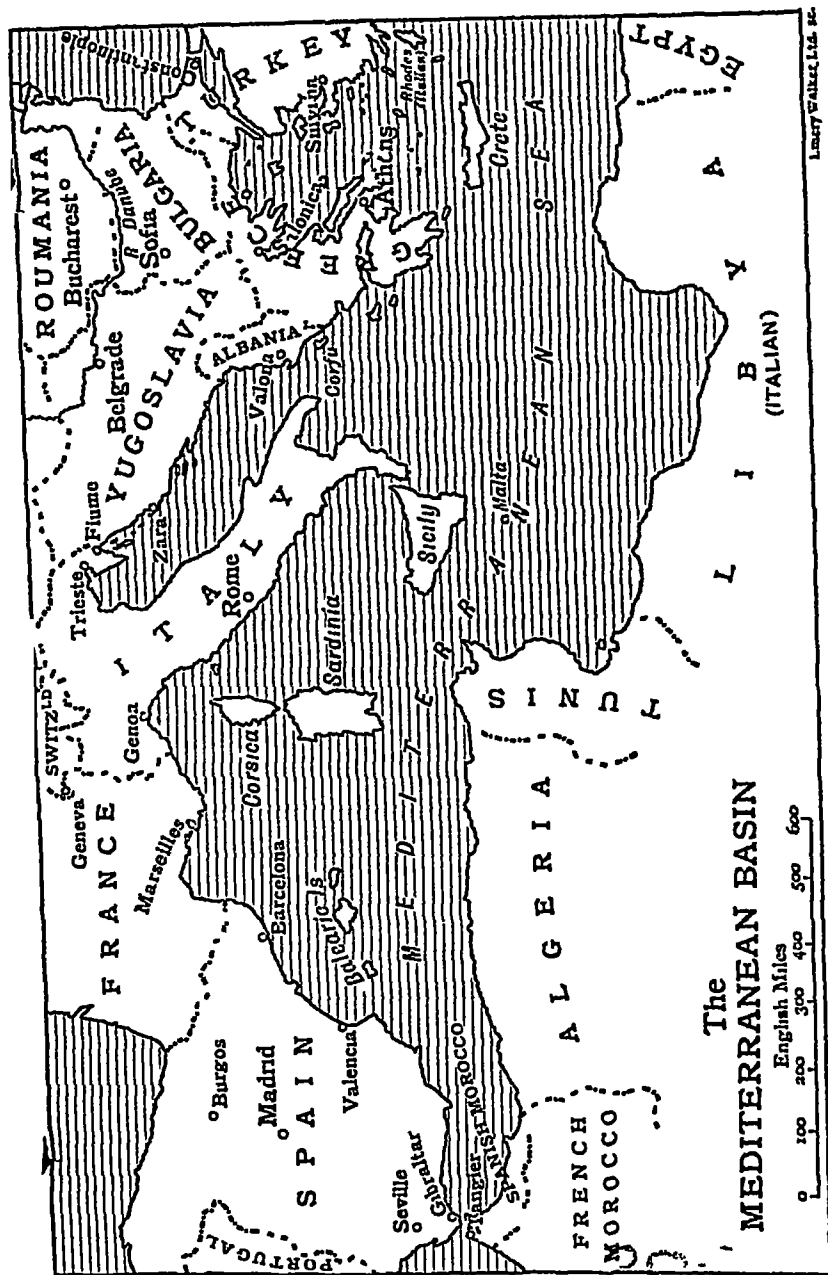 ROUMANIA
Bucharest
R Danube
Constantinople
BULGARIA
Sofia
TURKEY
Smyrna
Rhodes
Italian
YUGOSLAVIA
Belgrade
ALBANIA
Valona
Corfu
GREECE
Salonica
Athens
Crete
Trieste
Fiume
Zara
SWITZLD
Geneva
ITALY
Genoa
Rome
FRANCE
Marseilles
Corsica
Sardinia
Sicily
Malta
Barcelona
Balearic Is
Burgos
Madrid
SPAIN
Valencia
Seville
Gibraltar
PORTUGAL
Tangier
SPANISH MOROCCO
FRENCH
MOROCCO
ALGERIA
TUNIS
LIBYA
(ITALIAN)
EGYPT
MEDITERRANEAN SEA
The
MEDITERRANEAN BASIN
English Miles
0 100 200 300 400 500 600
Emery Walker Ltd. sc.